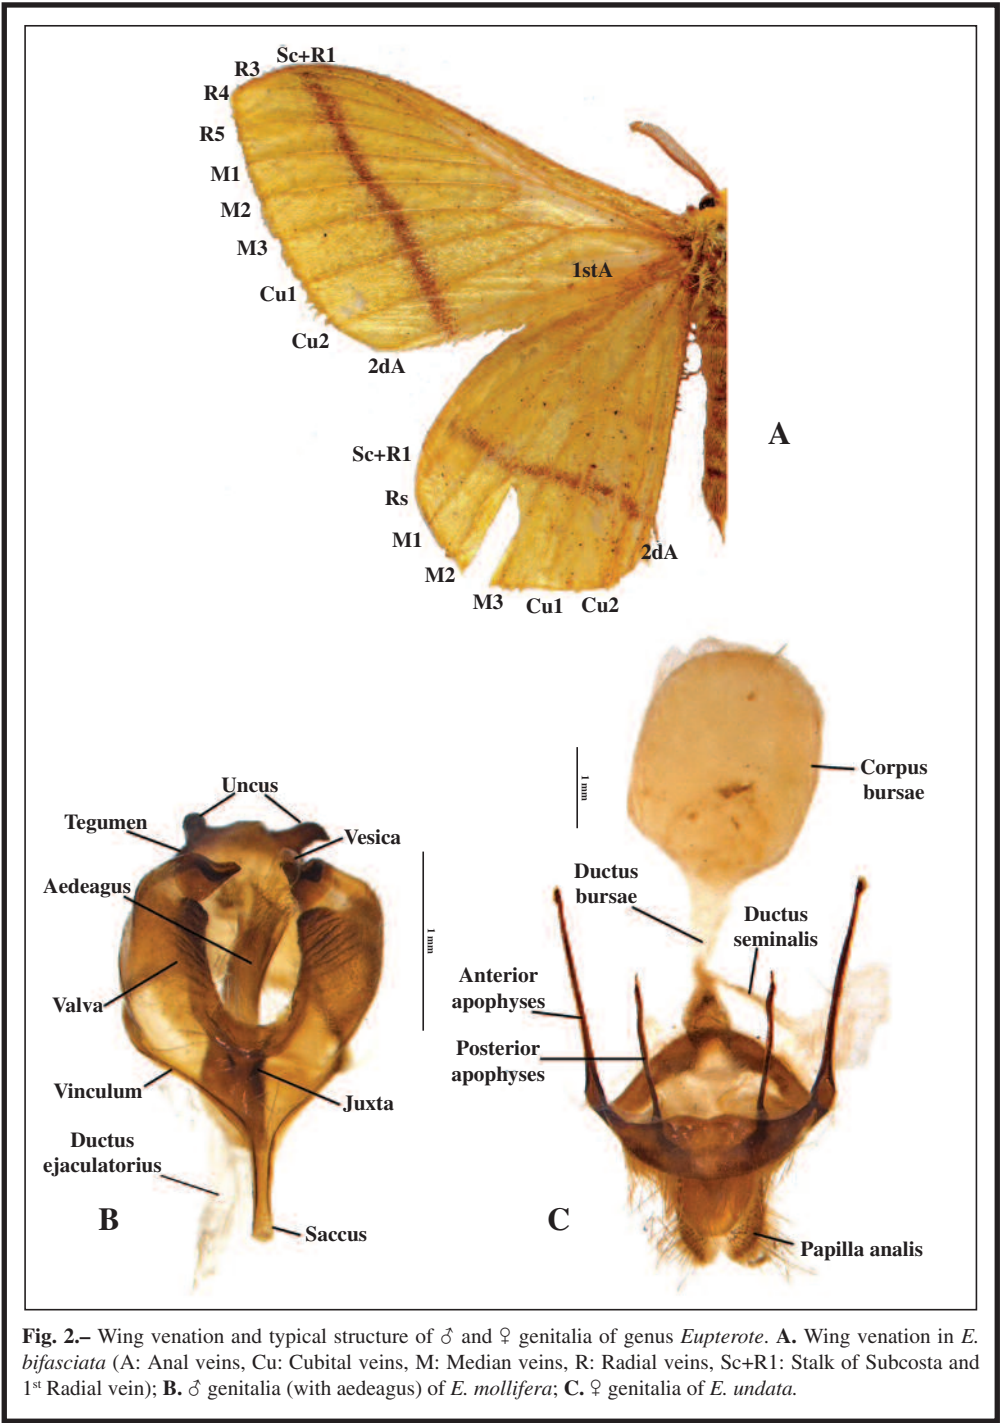 Sc+R1
R3
R4
R5
M1
M2
M3
Cu1
Cu2
2dA
1stA
A
Sc+R1
Rs
M1
M2
M3
Cu1
Cu2
2dA
Uncus
Tegumen
Vesica
Aedeagus
1 mm
Valva
Vinculum
Juxta
Ductus
ejaculatorius
B
Saccus
1 mm
Corpus
bursae
Ductus
bursae
Ductus
seminalis
Anterior
apophyses
Posterior
apophyses
C
Papilla analis
Fig. 2.– Wing venation and typical structure of ♂ and ♀ genitalia of genus Eupterote. A. Wing venation in E.
bifasciata (A: Anal veins, Cu: Cubital veins, M: Median veins, R: Radial veins, Sc+R1: Stalk of Subcosta and
1st Radial vein); B. ♂ genitalia (with aedeagus) of E. mollifera; C. ♀ genitalia of E. undata.